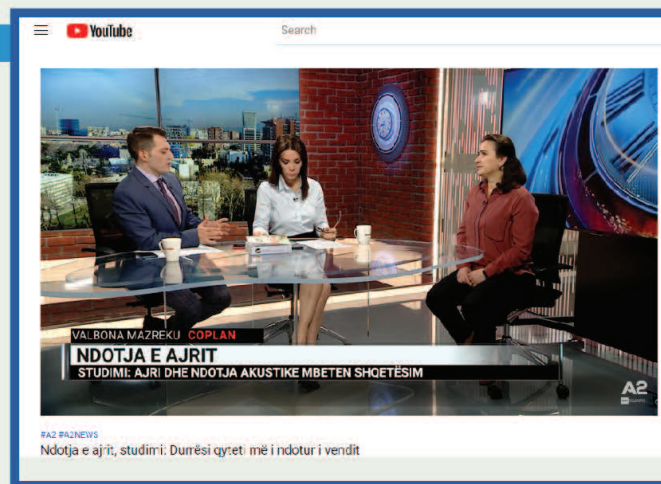 YouTube
Search
VALBONA MAZREKU COPLAN
NDOTJA E AJRIT
STUDIMI: AJRI DHE NDOTJA AKUSTIKE MBETEN SHQETËSIM
A2
#A2 #A2NEWS
Ndotja e ajrit, studimi: Durrësi qyteti më i ndotur i vendit